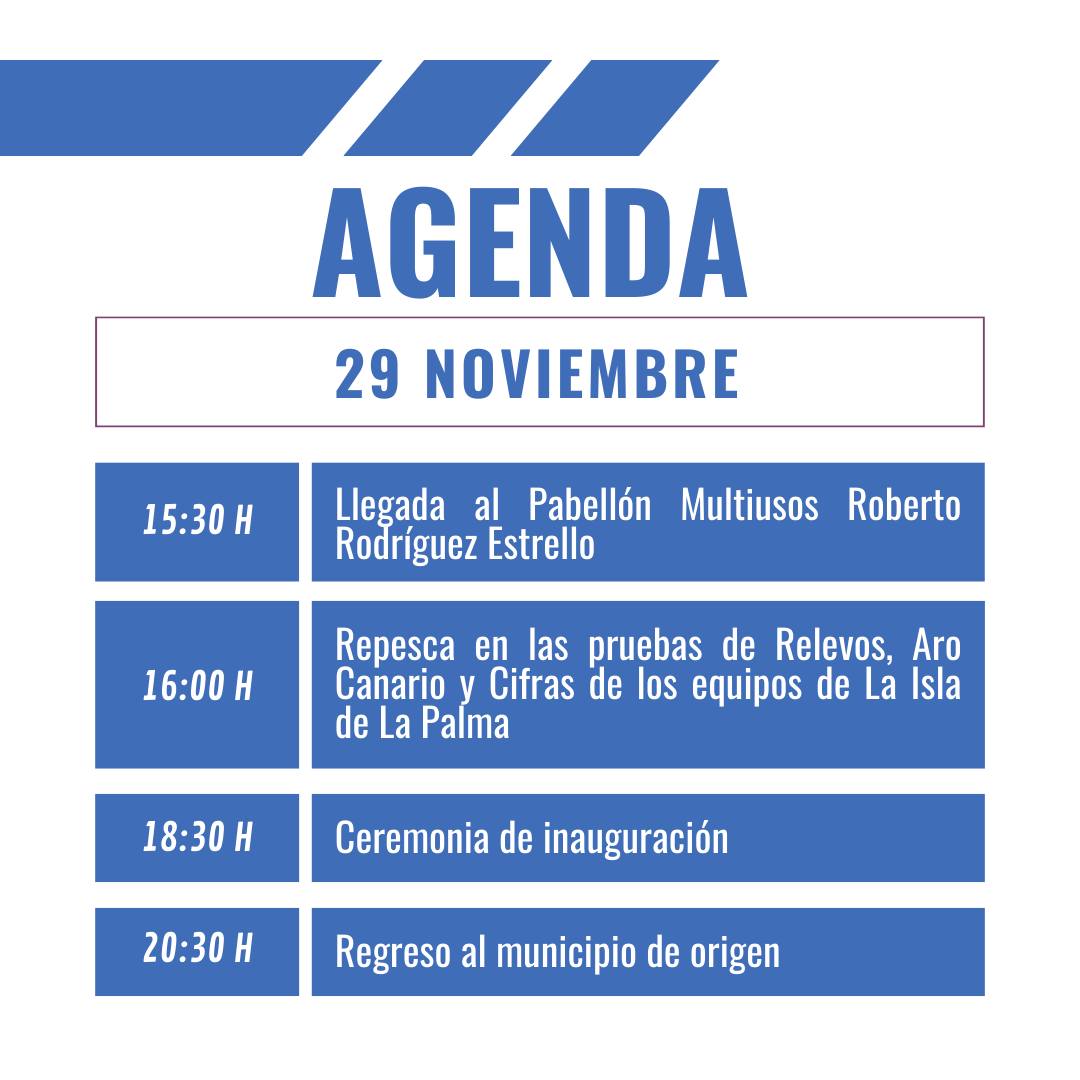 AGENDA
29 NOVIEMBRE
15:30 H
Llegada al Pabellón Multiusos Roberto
Rodríguez Estrello
16:00 H
Repesca en las pruebas de Relevos, Aro
Canario y Cifras de los equipos de La Isla
de La Palma
18:30 H
Ceremonia de inauguración
20:30 H
Regreso al municipio de origen